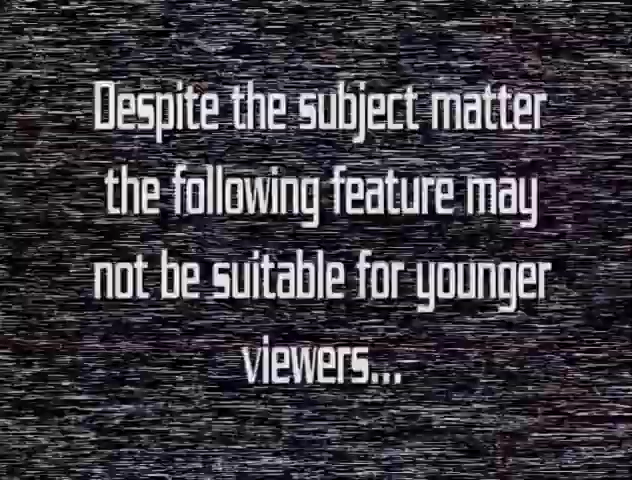 Despite the subject matter
the following feature may
not be suitable for younger
viewers...